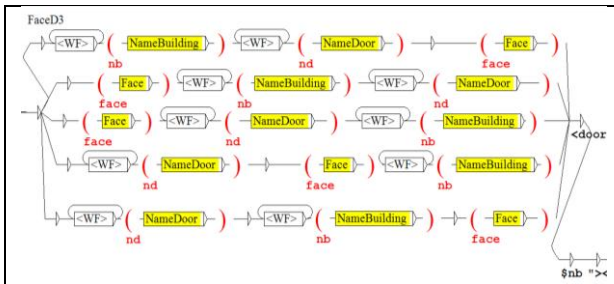 FaceD3
<WF> ( NameBuilding ) <WF> ( NameDoor ) ( Face )
nb nd face
( Face ) <WF> ( NameBuilding ) <WF> ( NameDoor )
face nb nd
( Face ) <WF> ( NameDoor ) <WF> ( NameBuilding )
face nd nb
<door
<WF> ( NameDoor ) ( Face ) <WF> ( NameBuilding )
nd face nb
<WF> ( NameDoor ) <WF> ( NameBuilding ) ( Face )
nd nb face
$nb "><